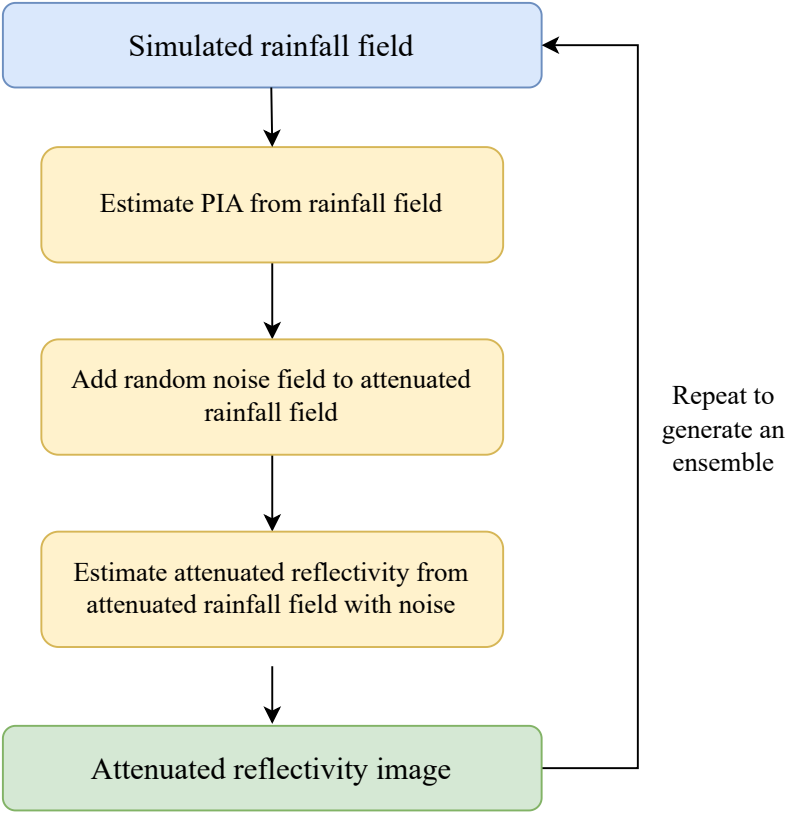 Simulated rainfall field
Estimate PIA from rainfall field
Add random noise field to attenuated
rainfall field
Repeat to
generate an
ensemble
Estimate attenuated reflectivity from
attenuated rainfall field with noise
Attenuated reflectivity image